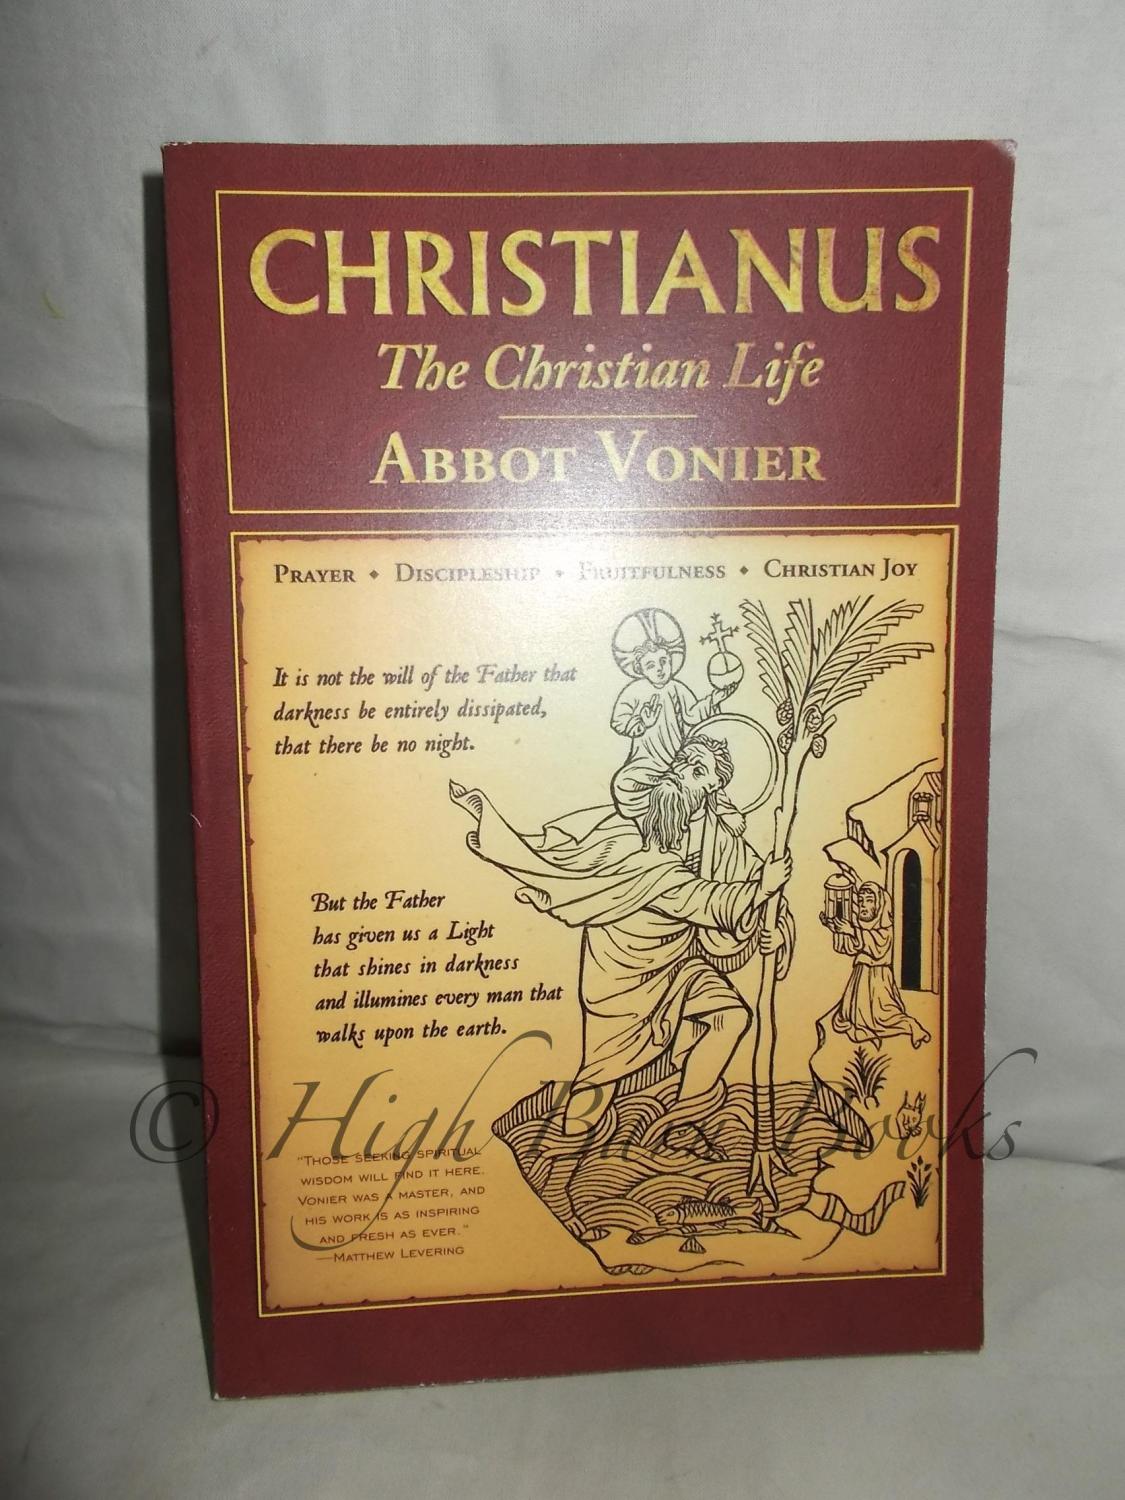 CHRISTIANUS
The Christian Life
ABBOT VONIER
PRAYER ◆ DISCIPLESHIP ◆ FRUITFULNESS ◆ CHRISTIAN JOY
It is not the will of the Father that
darkness be entirely dissipated,
that there be no night.
But the Father
has given us a Light
that shines in darkness
and illumines every man that
walks upon the earth.
© High Barn Books
"THOSE SEEKING SPIRITUAL
WISDOM WILL FIND IT HERE.
VONIER WAS A MASTER, AND
HIS WORK IS AS INSPIRING
AND FRESH AS EVER."
—MATTHEW LEVERING